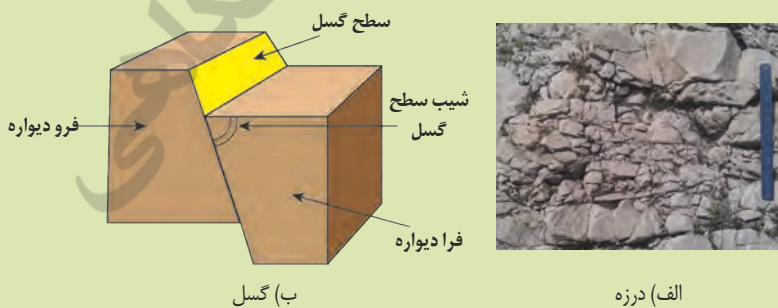 سطح گسل
شیب سطح
گسل
فرو دیواره
فرا دیواره
ب) گسل
الف) درزه